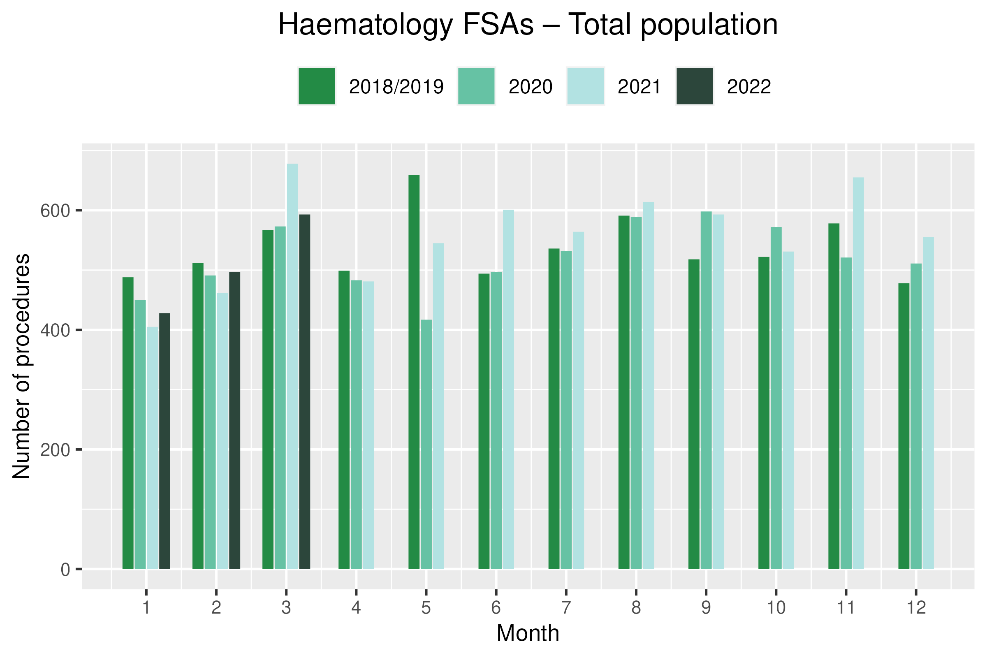 Haematology FSAs – Total population
2018/2019 2020 2021 2022
Number of procedures
600
400
200
0
1 2 3 4 5 6 7 8 9 10 11 12
Month